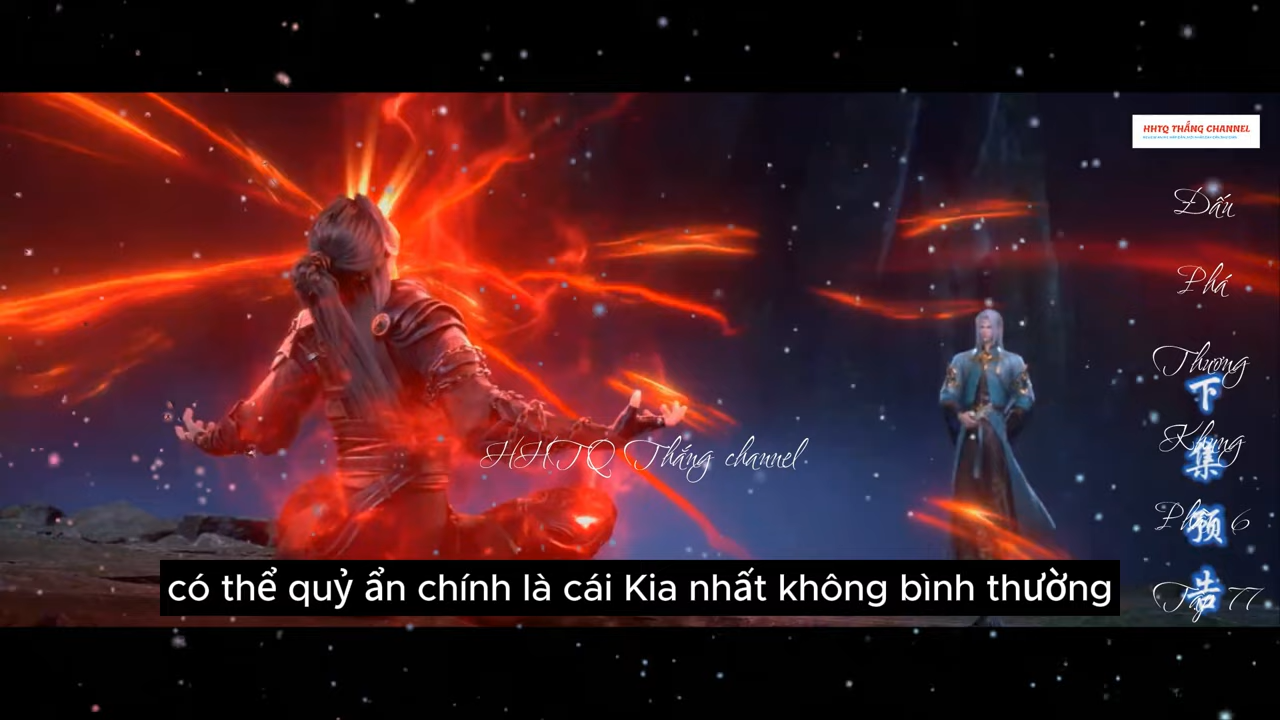 HHTQ THẮNG CHANNEL
Đấu
Phá
Thương
Khung
Phần 6
Tập 77
下
集
预
告
HHTQ Thắng channel
có thể quỷ ẩn chính là cái Kia nhất không bình thường